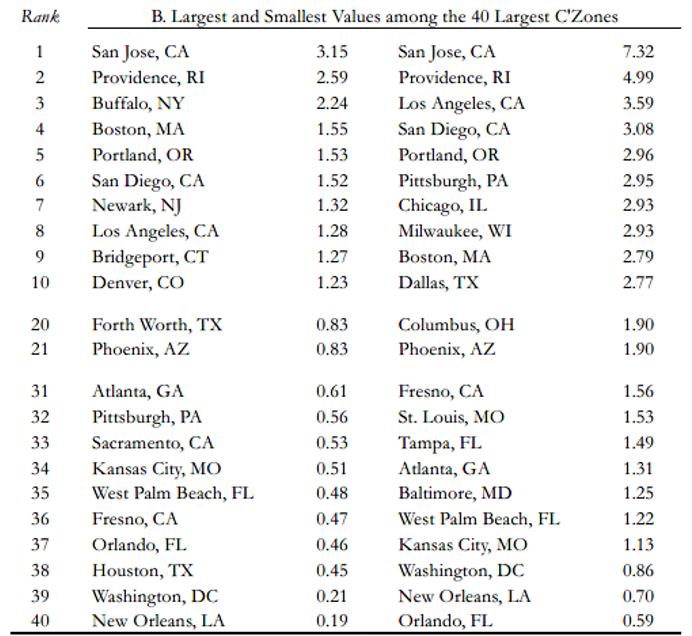 Rank B. Largest and Smallest Values among the 40 Largest C'Zones
1 San Jose, CA 3.15 San Jose, CA 7.32
2 Providence, RI 2.59 Providence, RI 4.99
3 Buffalo, NY 2.24 Los Angeles, CA 3.59
4 Boston, MA 1.55 San Diego, CA 3.08
5 Portland, OR 1.53 Portland, OR 2.96
6 San Diego, CA 1.52 Pittsburgh, PA 2.95
7 Newark, NJ 1.32 Chicago, IL 2.93
8 Los Angeles, CA 1.28 Milwaukee, WI 2.93
9 Bridgeport, CT 1.27 Boston, MA 2.79
10 Denver, CO 1.23 Dallas, TX 2.77
20 Forth Worth, TX 0.83 Columbus, OH 1.90
21 Phoenix, AZ 0.83 Phoenix, AZ 1.90
31 Atlanta, GA 0.61 Fresno, CA 1.56
32 Pittsburgh, PA 0.56 St. Louis, MO 1.53
33 Sacramento, CA 0.53 Tampa, FL 1.49
34 Kansas City, MO 0.51 Atlanta, GA 1.31
35 West Palm Beach, FL 0.48 Baltimore, MD 1.25
36 Fresno, CA 0.47 West Palm Beach, FL 1.22
37 Orlando, FL 0.46 Kansas City, MO 1.13
38 Houston, TX 0.45 Washington, DC 0.86
39 Washington, DC 0.21 New Orleans, LA 0.70
40 New Orleans, LA 0.19 Orlando, FL 0.59